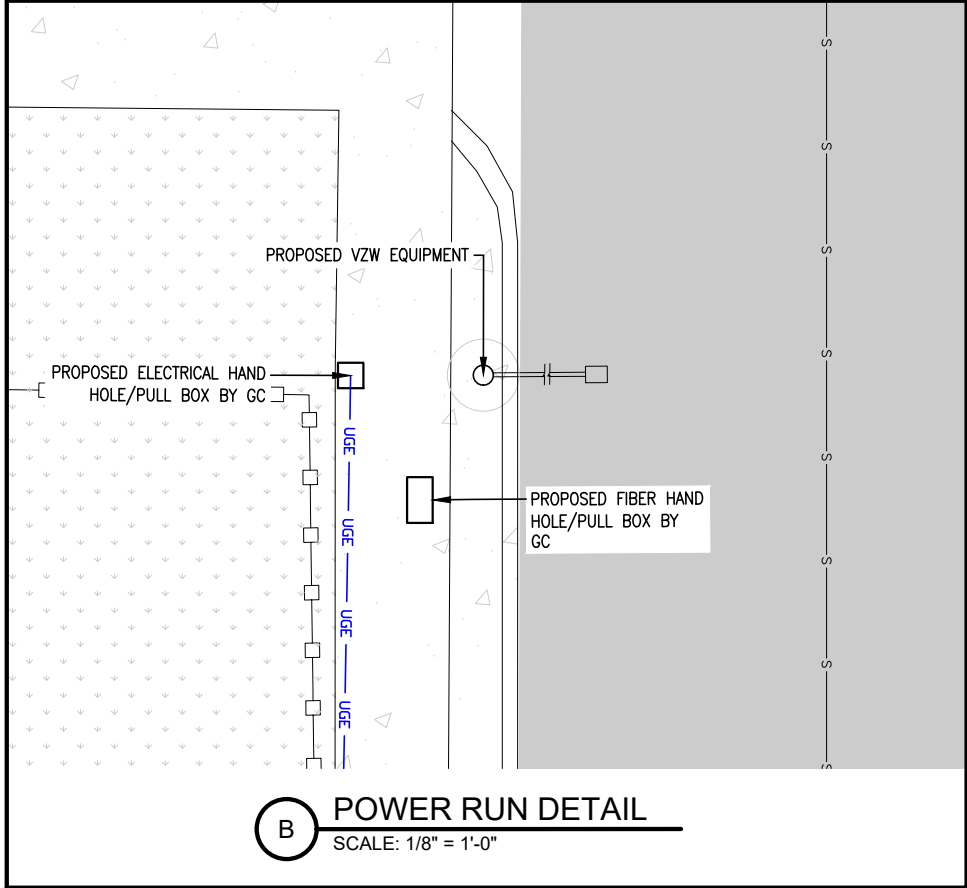 S
S
S
PROPOSED VZW EQUIPMENT
S
PROPOSED ELECTRICAL HAND
HOLE/PULL BOX BY GC
UGE
S
PROPOSED FIBER HAND
HOLE/PULL BOX BY
GC
UGE
S
UGE
S
UGE
S
B
POWER RUN DETAIL
SCALE: 1/8" = 1'-0"